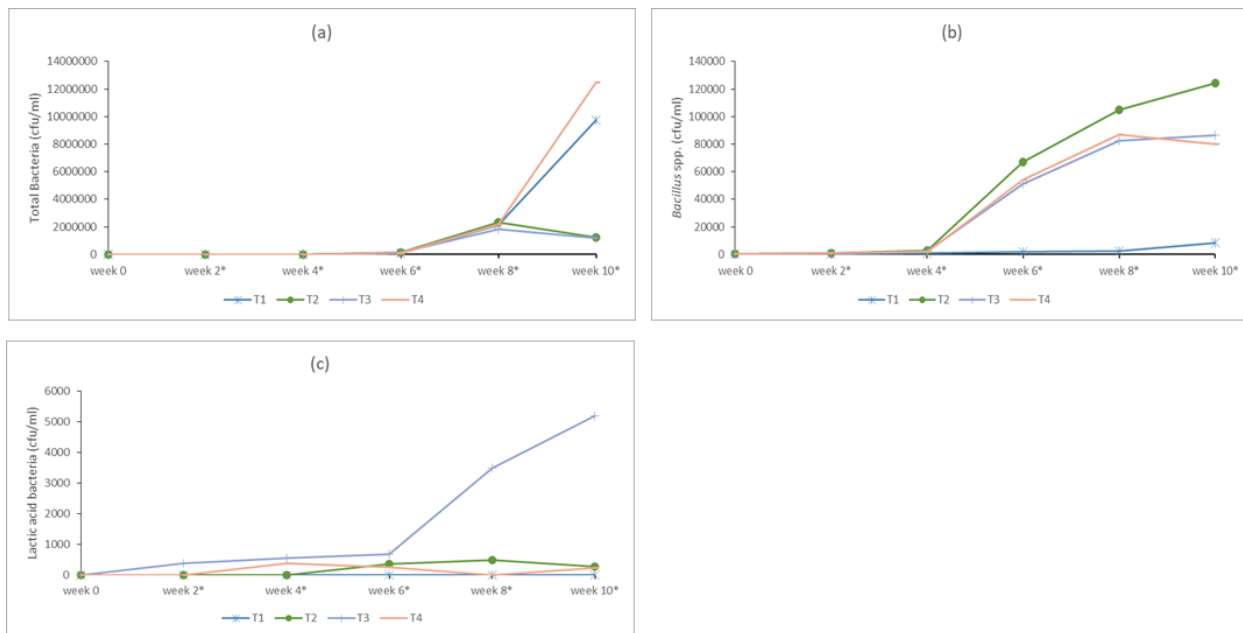 (a)
Total Bacteria (cfu/ml)
14000000
12000000
10000000
8000000
6000000
4000000
2000000
0
week 0 week 2* week 4* week 6* week 8* week 10*
T1 T2 T3 T4
(b)
Bacillus spp. (cfu/ml)
140000
120000
100000
80000
60000
40000
20000
0
week 0 week 2* week 4* week 6* week 8* week 10*
T1 T2 T3 T4
(c)
Lactic acid bacteria (cfu/ml)
6000
5000
4000
3000
2000
1000
0
week 0 week 2* week 4* week 6* week 8* week 10*
T1 T2 T3 T4